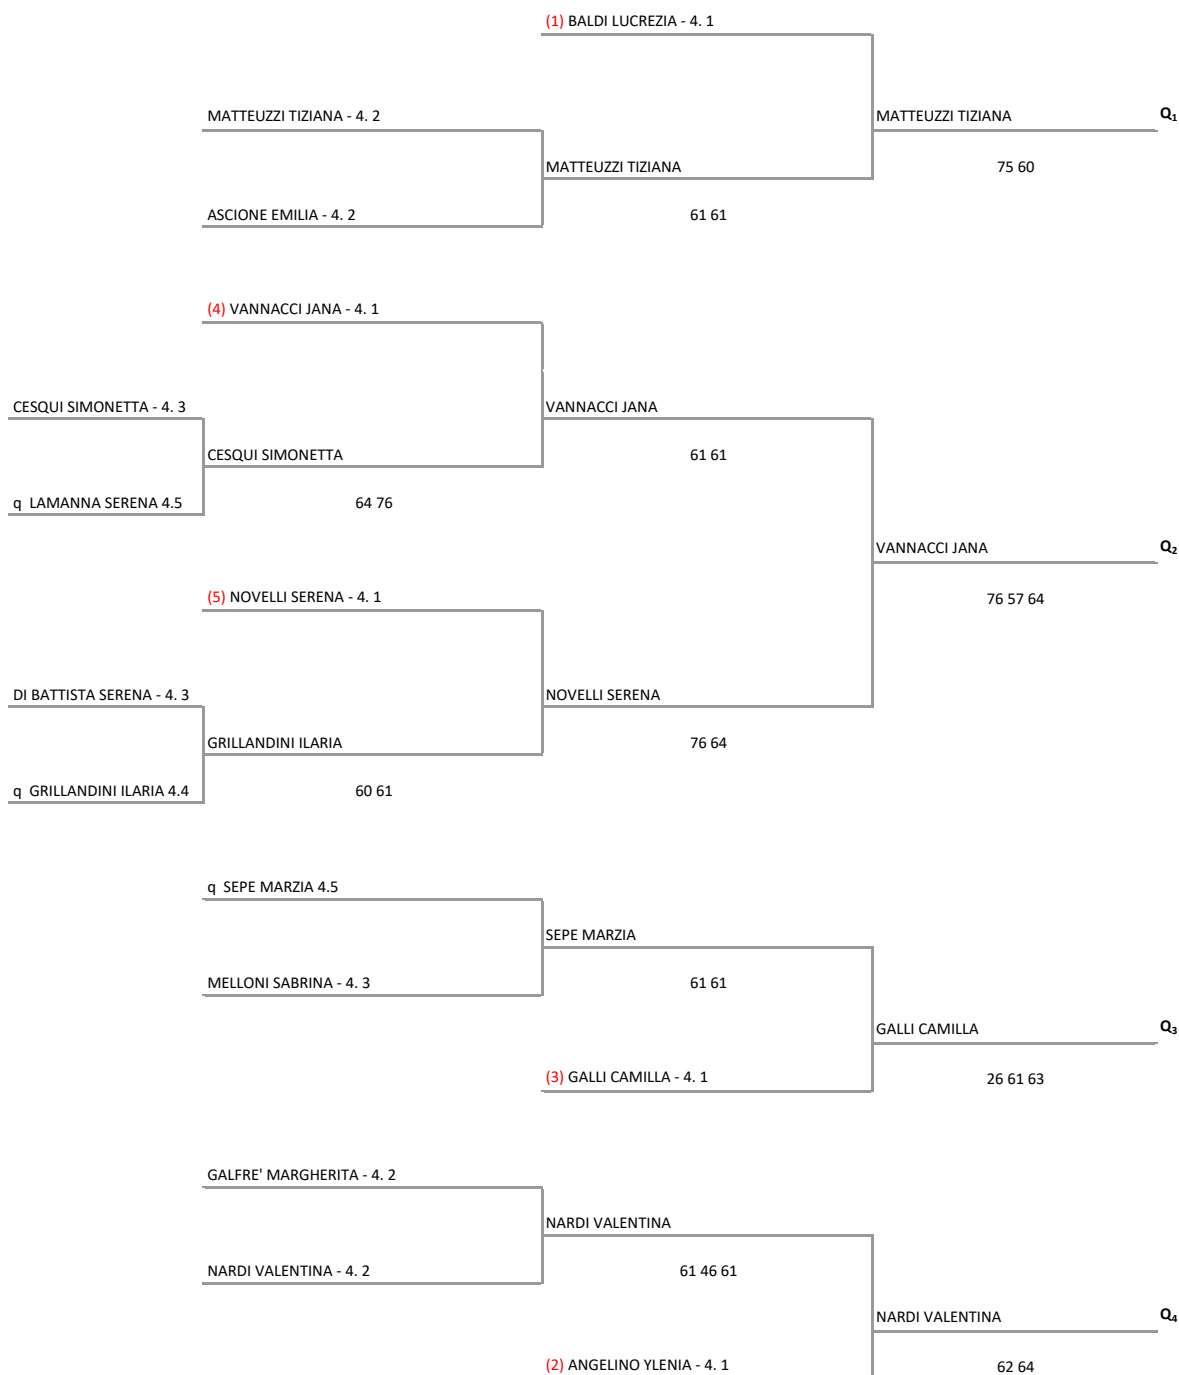 (1) BALDI LUCREZIA - 4. 1
MATTEUZZI TIZIANA - 4. 2
MATTEUZZI TIZIANA
Q₁
MATTEUZZI TIZIANA
75 60
ASCIONE EMILIA - 4. 2
61 61
(4) VANNACCI JANA - 4. 1
CESQUI SIMONETTA - 4. 3
VANNACCI JANA
CESQUI SIMONETTA
61 61
q LAMANNA SERENA 4.5
64 76
VANNACCI JANA
Q₂
(5) NOVELLI SERENA - 4. 1
76 57 64
DI BATTISTA SERENA - 4. 3
NOVELLI SERENA
GRILLANDINI ILARIA
76 64
q GRILLANDINI ILARIA 4.4
60 61
q SEPE MARZIA 4.5
SEPE MARZIA
MELLONI SABRINA - 4. 3
61 61
GALLI CAMILLA
Q₃
(3) GALLI CAMILLA - 4. 1
26 61 63
GALFRE' MARGHERITA - 4. 2
NARDI VALENTINA
NARDI VALENTINA - 4. 2
61 46 61
NARDI VALENTINA
Q₄
(2) ANGELINO YLENIA - 4. 1
62 64